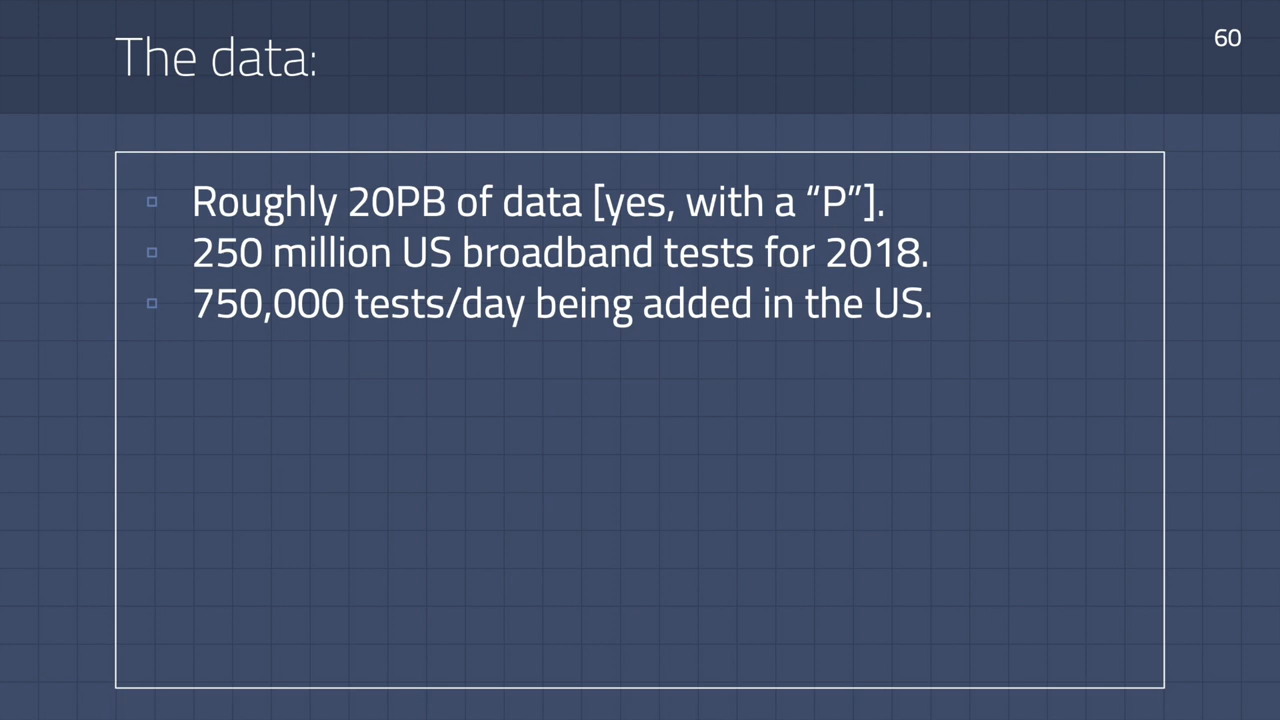 The data:
60
Roughly 20PB of data [yes, with a “P”].
250 million US broadband tests for 2018.
750,000 tests/day being added in the US.